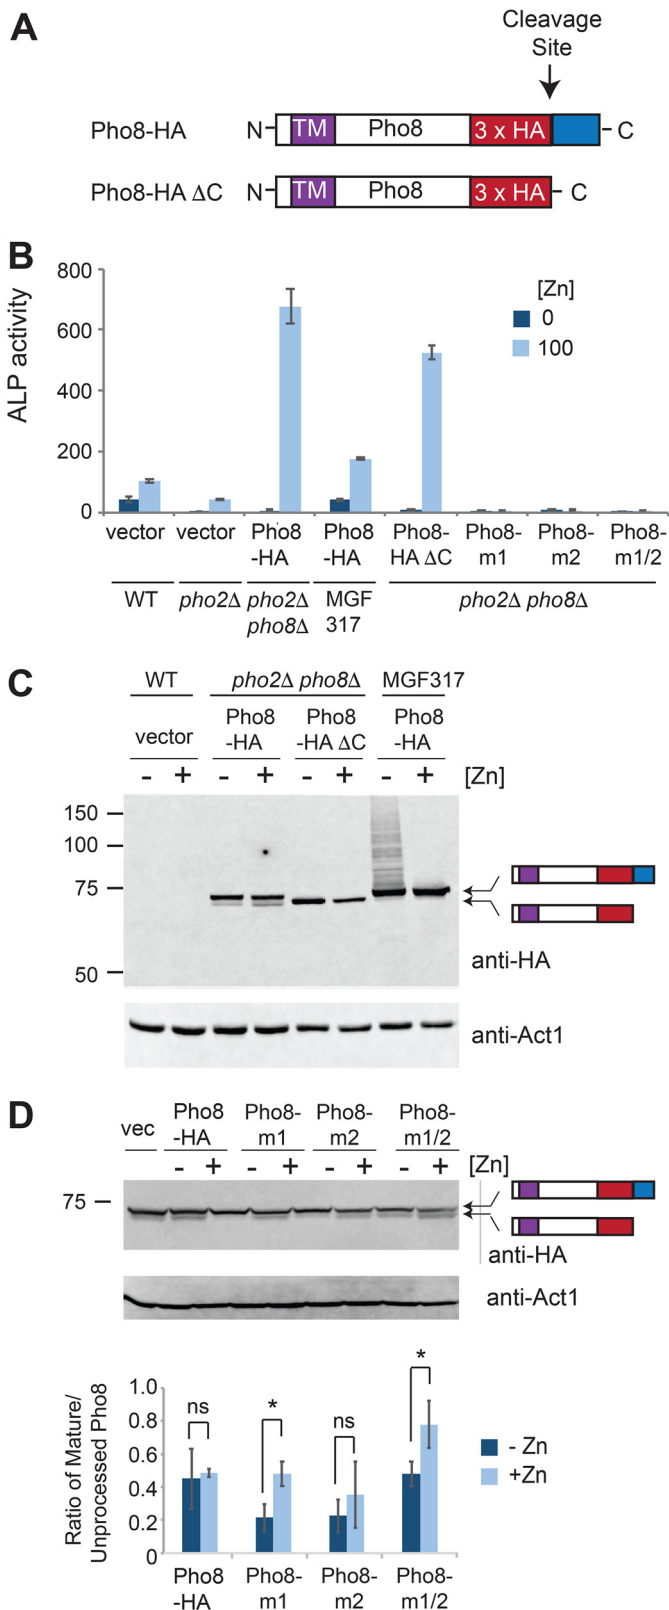 A
Cleavage
Site
Pho8-HA
N
TM
Pho8
3 x HA
C
Pho8-HA ΔC
N
TM
Pho8
3 x HA
C
B
ALP activity
800
600
400
200
0
[Zn]
0
100
vector
vector
Pho8
-HA
Pho8
-HA
Pho8-
HA ΔC
Pho8-
m1
Pho8-
m2
Pho8-
m1/2
WT
pho2Δ
pho2Δ
pho8Δ
MGF
317
pho2Δ pho8Δ
C
WT
pho2Δ pho8Δ
MGF317
vector
Pho8
-HA
Pho8
-HA ΔC
Pho8
-HA
- + - + - + - + [Zn]
150
100
75
50
anti-HA
anti-Act1
D
vec
Pho8
-HA
Pho8-
m1
Pho8-
m2
Pho8-
m1/2
- + - + - + - + [Zn]
75
anti-HA
anti-Act1
Ratio of Mature/
Unprocessed Pho8
1.0
0.8
0.6
0.4
0.2
0
ns
*
ns
*
- Zn
+Zn
Pho8
-HA
Pho8-
m1
Pho8-
m2
Pho8-
m1/2